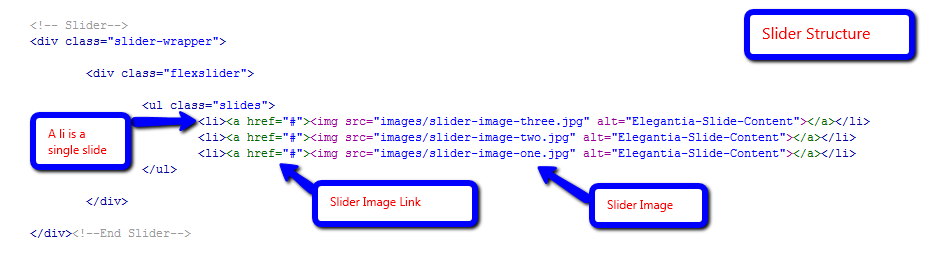 <!-- Slider-->
Slider Structure
<div class="slider-wrapper">
<div class="flexslider">
<ul class="slides">
<li><a href="#"><img src="images/slider-image-three.jpg" alt="Elegantia-Slide-Content"></a></li>
A li is a
single slide
<li><a href="#"><img src="images/slider-image-two.jpg" alt="Elegantia-Slide-Content"></a></li>
<li><a href="#"><img src="images/slider-image-one.jpg" alt="Elegantia-Slide-Content"></a></li>
</ul>
Slider Image Link
Slider Image
</div>
</div><!--End Slider-->